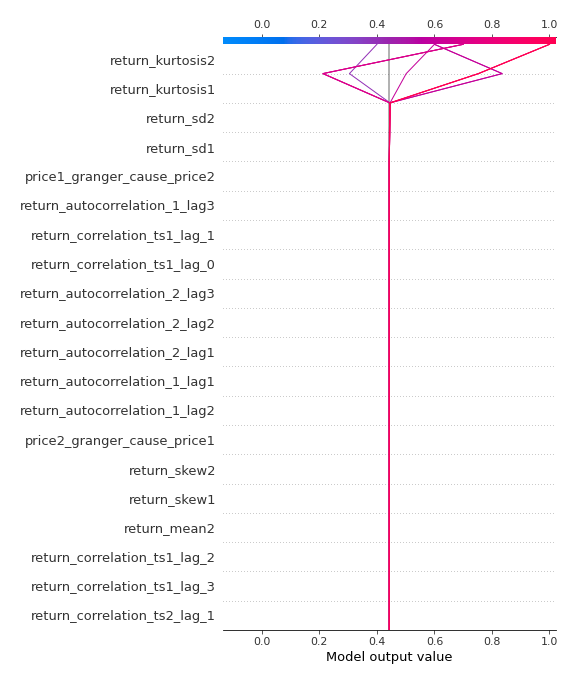 0.0 0.2 0.4 0.6 0.8 1.0
return_kurtosis2
return_kurtosis1
return_sd2
return_sd1
price1_granger_cause_price2
return_autocorrelation_1_lag3
return_correlation_ts1_lag_1
return_correlation_ts1_lag_0
return_autocorrelation_2_lag3
return_autocorrelation_2_lag2
return_autocorrelation_2_lag1
return_autocorrelation_1_lag1
return_autocorrelation_1_lag2
price2_granger_cause_price1
return_skew2
return_skew1
return_mean2
return_correlation_ts1_lag_2
return_correlation_ts1_lag_3
return_correlation_ts2_lag_1
0.0 0.2 0.4 0.6 0.8 1.0
Model output value